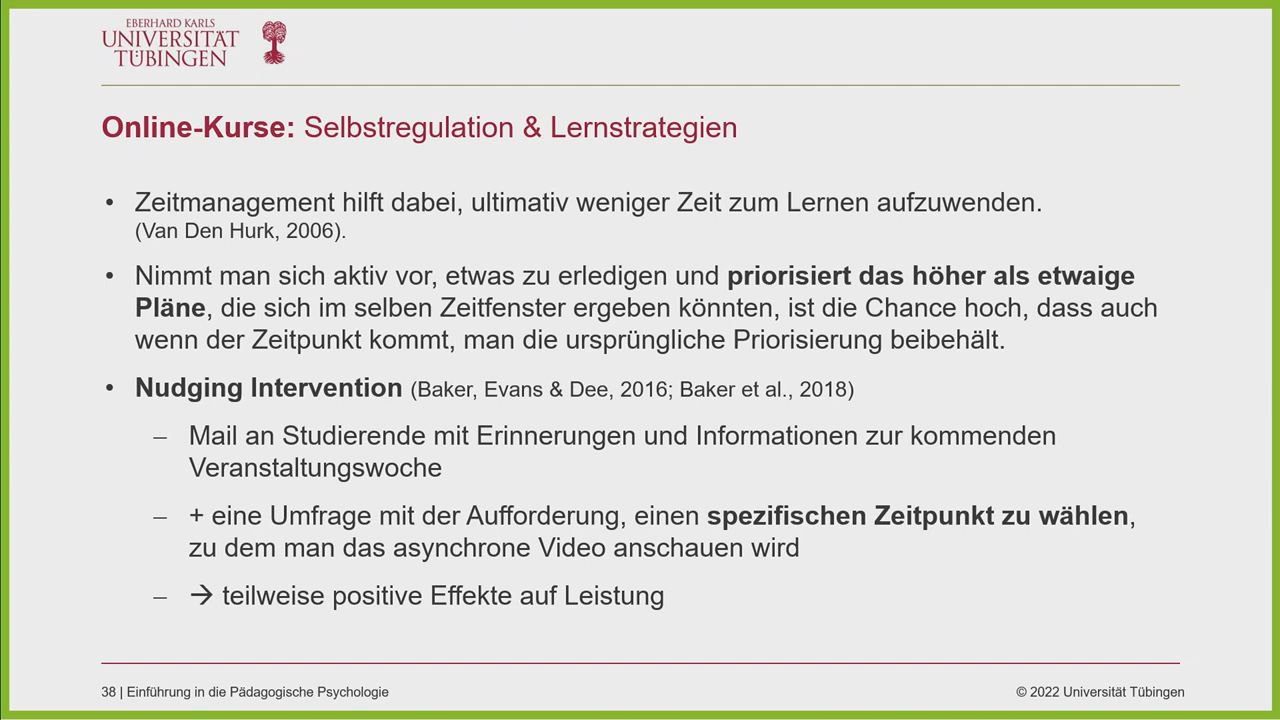 EBERHARD KARLS
UNIVERSITÄT
TÜBINGEN
Online-Kurse: Selbstregulation & Lernstrategien
• Zeitmanagement hilft dabei, ultimativ weniger Zeit zum Lernen aufzuwenden.
(Van Den Hurk, 2006).
• Nimmt man sich aktiv vor, etwas zu erledigen und priorisiert das höher als etwaige
Pläne, die sich im selben Zeitfenster ergeben könnten, ist die Chance hoch, dass auch
wenn der Zeitpunkt kommt, man die ursprüngliche Priorisierung beibehält.
• Nudging Intervention (Baker, Evans & Dee, 2016; Baker et al., 2018)
– Mail an Studierende mit Erinnerungen und Informationen zur kommenden
Veranstaltungswoche
– + eine Umfrage mit der Aufforderung, einen spezifischen Zeitpunkt zu wählen,
zu dem man das asynchrone Video anschauen wird
– → teilweise positive Effekte auf Leistung
38 | Einführung in die Pädagogische Psychologie
© 2022 Universität Tübingen